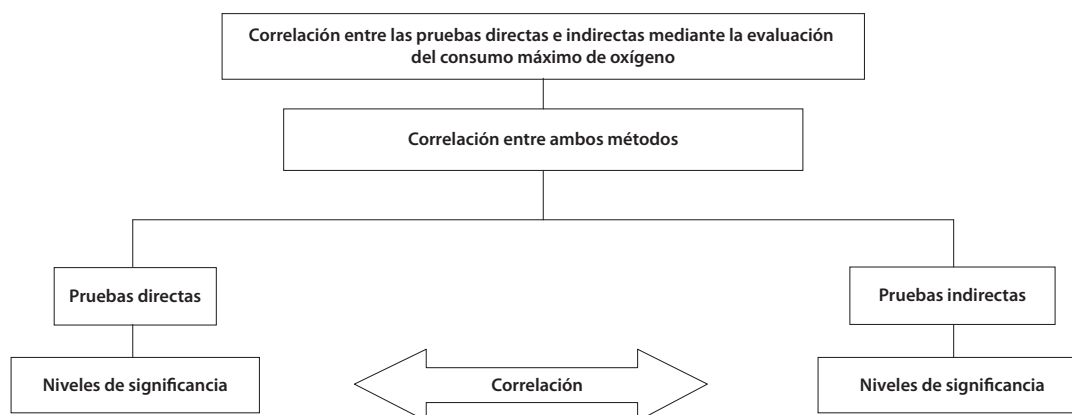 Correlación entre las pruebas directas e indirectas mediante la evaluación
del consumo máximo de oxígeno
Correlación entre ambos métodos
Pruebas directas
Pruebas indirectas
Niveles de significancia
Correlación
Niveles de significancia